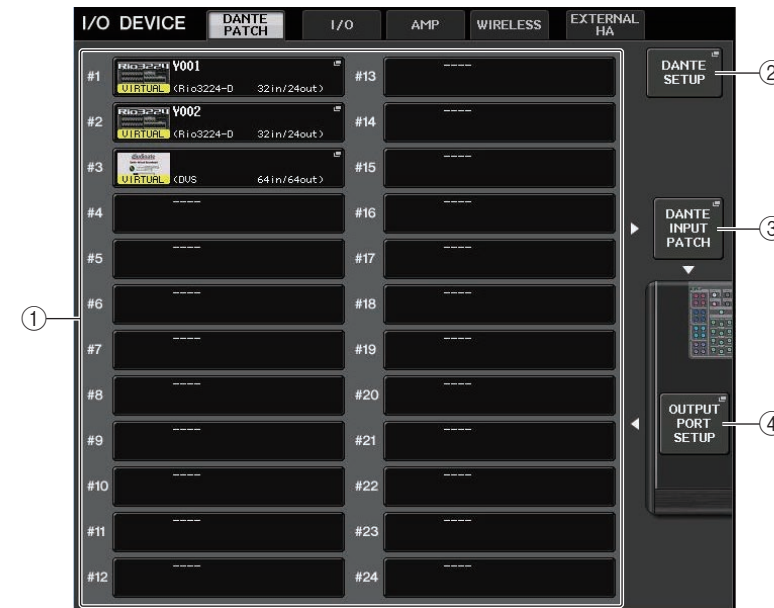 I/O DEVICE
DANTE PATCH
I/O
AMP
WIRELESS
EXTERNAL HA
#1
Rio3224
Y001
VIRTUAL
(Rio3224-D 32in/24out)
#2
Rio3224
Y002
VIRTUAL
(Rio3224-D 32in/24out)
#3
VIRTUAL
(DVS 64in/64out)
#4
----
#5
----
#6
----
#7
----
#8
----
#9
----
#10
----
#11
----
#12
----
#13
----
#14
----
#15
----
#16
----
#17
----
#18
----
#19
----
#20
----
#21
----
#22
----
#23
----
#24
----
DANTE
SETUP
DANTE
INPUT
PATCH
OUTPUT
PORT
SETUP
①
②
③
④